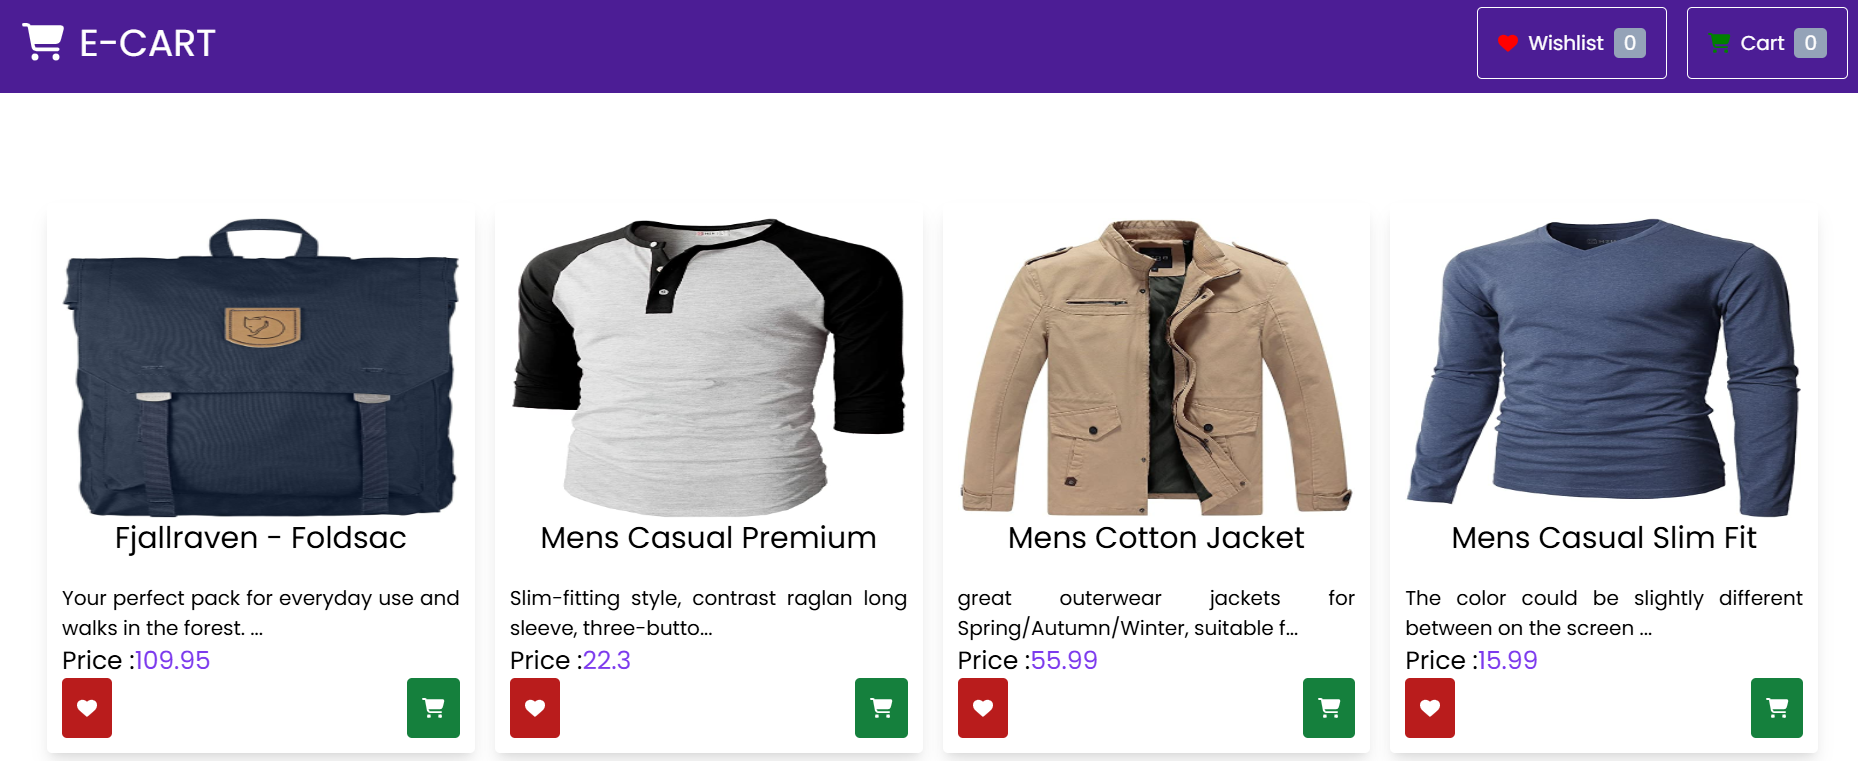 E-CART
Wishlist 0
Cart 0
Fjallraven - Foldsac
Your perfect pack for everyday use and
walks in the forest. ...
Price :109.95
Mens Casual Premium
Slim-fitting style, contrast raglan long
sleeve, three-butto...
Price :22.3
Mens Cotton Jacket
great outerwear jackets for
Spring/Autumn/Winter, suitable f...
Price :55.99
Mens Casual Slim Fit
The color could be slightly different
between on the screen ...
Price :15.99